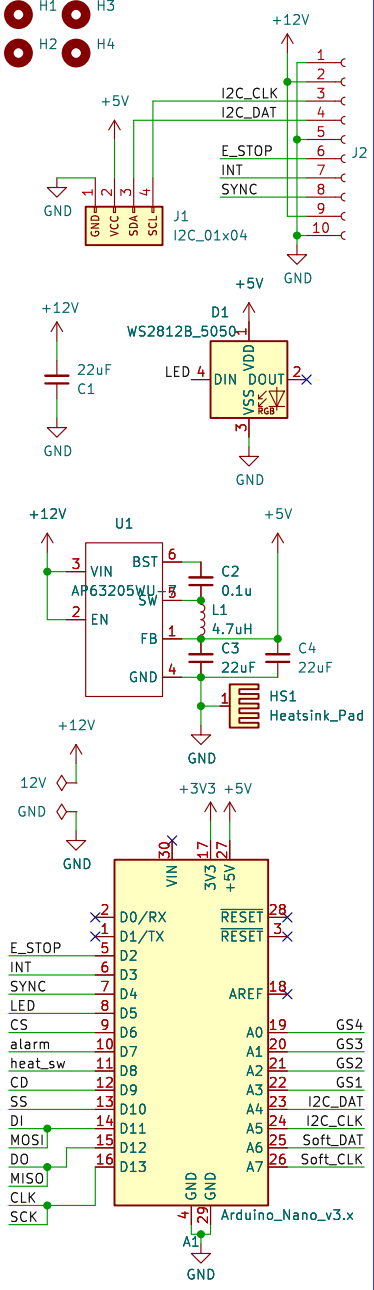 H1 H3
H2 H4
+12V
1
2
I2C_CLK 3
I2C_DAT 4
+5V
5
E_STOP 6
J2
INT 7
SYNC 8
9
10
GND
1 2 3 4
GND VCC SDA SCL
J1
I2C_01x04
GND
+5V
D1
WS2812B_5050
1
VDD
LED 4 DIN DOUT 2
VSS
RGB
3
GND
+12V
22uF
C1
GND
+12V
U1
+5V
BST 6
3 VIN
C2
0.1u
AP63205WU-7
SW 5
2 EN
L1
4.7uH
FB 1
C3
22uF
C4
22uF
GND 4
1
HS1
Heatsink_Pad
GND
+12V
12V
GND
GND
+3V3 +5V
30 17 27
VIN 3V3 +5V
2 D0/RX RESET 28
1 D1/TX RESET 3
E_STOP 5 D2
INT 6 D3
SYNC 7 D4 AREF 18
LED 8 D5
CS 9 D6 A0 19 GS4
alarm 10 D7 A1 20 GS3
heat_sw 11 D8 A2 21 GS2
CD 12 D9 A3 22 GS1
SS 13 D10 A4 23 I2C_DAT
DI 14 D11 A5 24 I2C_CLK
MOSI
DO 15 D12 A6 25 Soft_DAT
MISO
16 D13 A7 26 Soft_CLK
CLK
SCK
GND GND
4 29
Arduino_Nano_v3.x
A1
GND